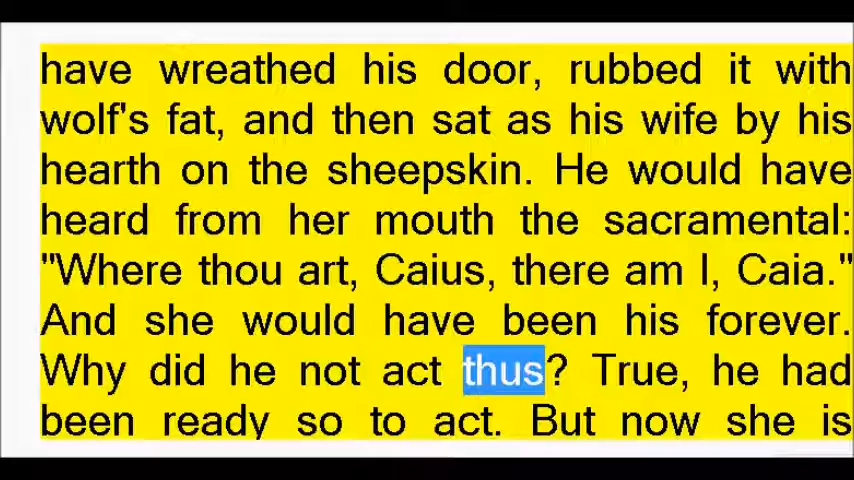 have wreathed his door, rubbed it with
wolf's fat, and then sat as his wife by his
hearth on the sheepskin. He would have
heard from her mouth the sacramental:
"Where thou art, Caius, there am I, Caia."
And she would have been his forever.
Why did he not act thus? True, he had
been ready so to act. But now she is